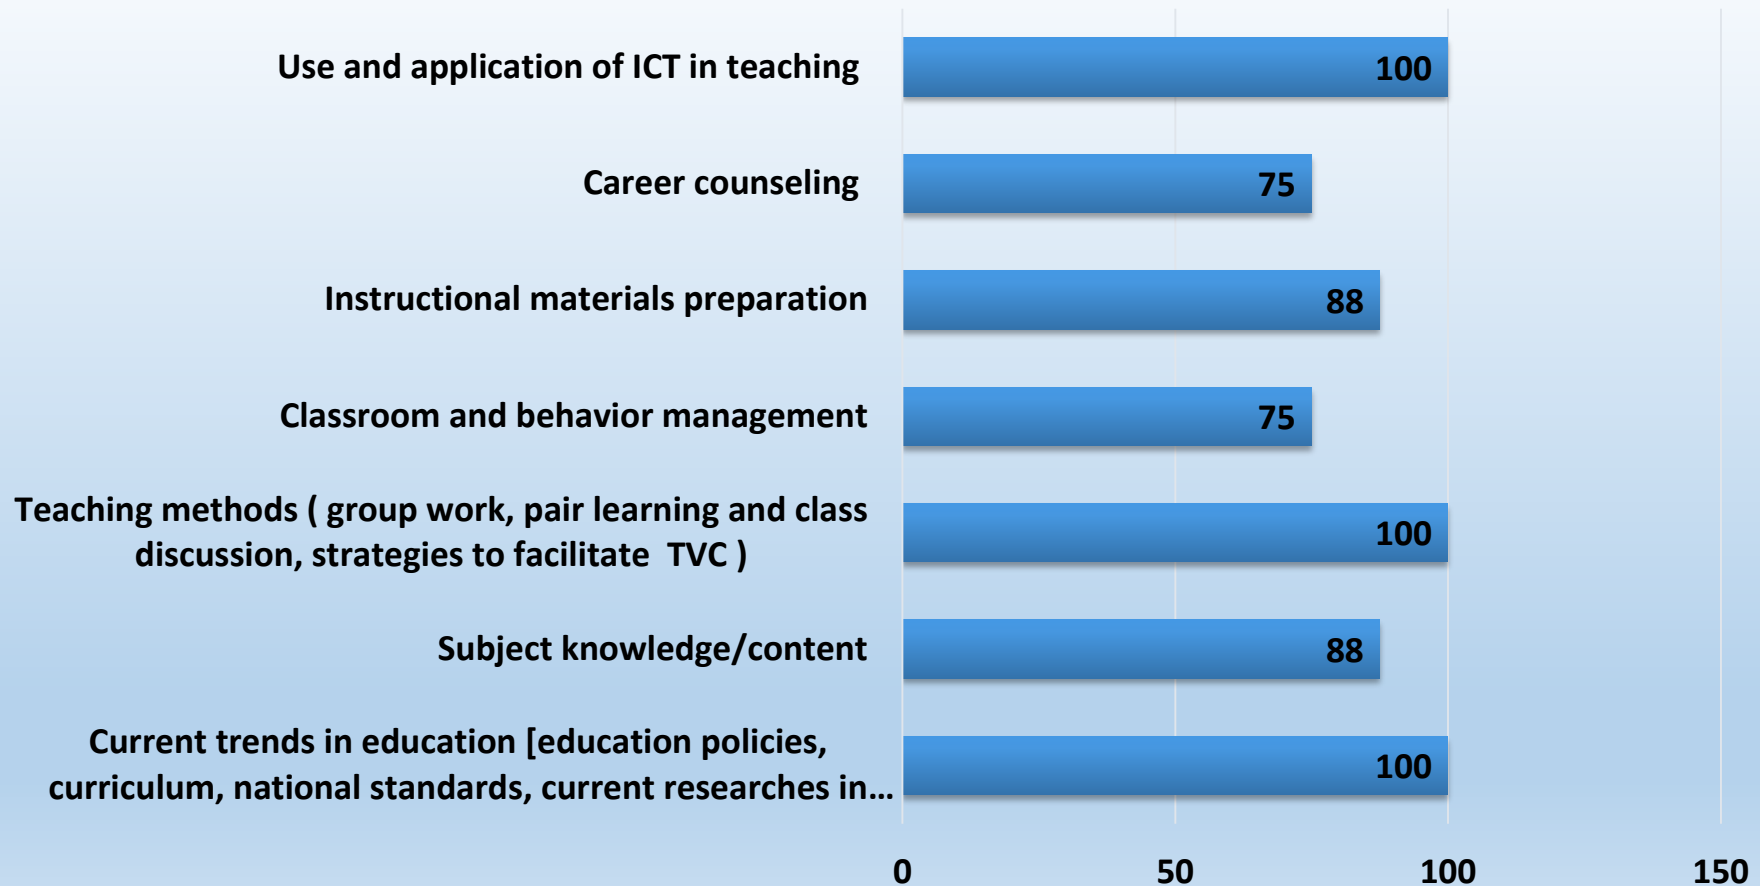 Use and application of ICT in teaching
100
Career counseling
75
Instructional materials preparation
88
Classroom and behavior management
75
Teaching methods ( group work, pair learning and class
discussion, strategies to facilitate  TVC )
100
Subject knowledge/content
88
Current trends in education [education policies,
curriculum, national standards, current researches in…
100
0 50 100 150